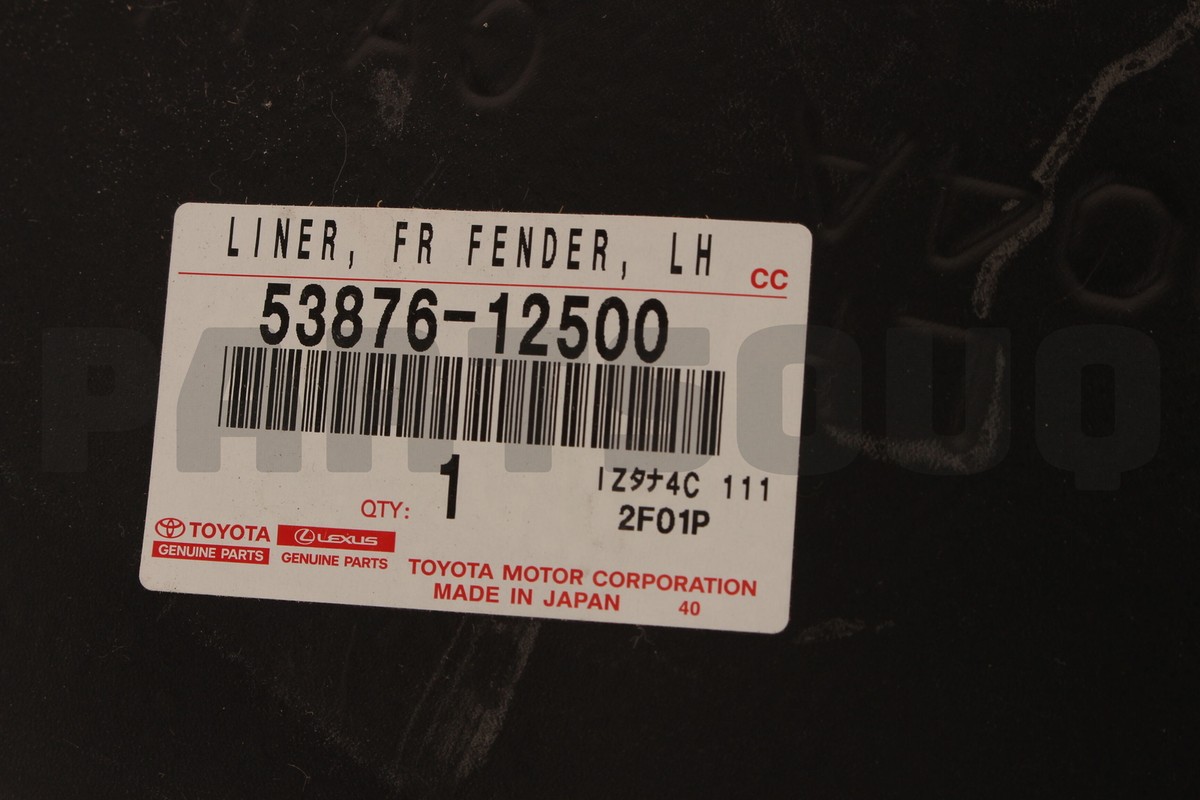 LINER, FR FENDER, LH
CC
53876-12500
PARTSOUQ
QTY: 1
IZタナ4C 111
2F01P
TOYOTA
GENUINE PARTS
LEXUS
GENUINE PARTS
TOYOTA MOTOR CORPORATION
MADE IN JAPAN 40